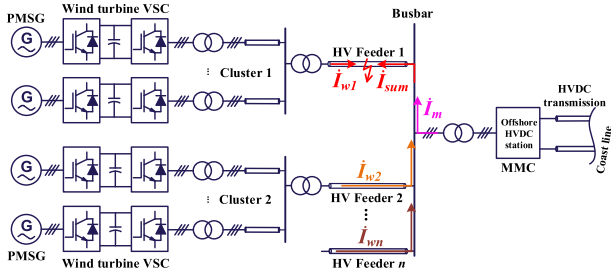 PMSG
Wind turbine VSC
Busbar
G
HV Feeder 1
Cluster 1
İw1
İsum
İm
HVDC
transmission
G
Offshore
HVDC
station
MMC
Coast line
G
İw2
Cluster 2
HV Feeder 2
G
İwn
PMSG
Wind turbine VSC
HV Feeder n